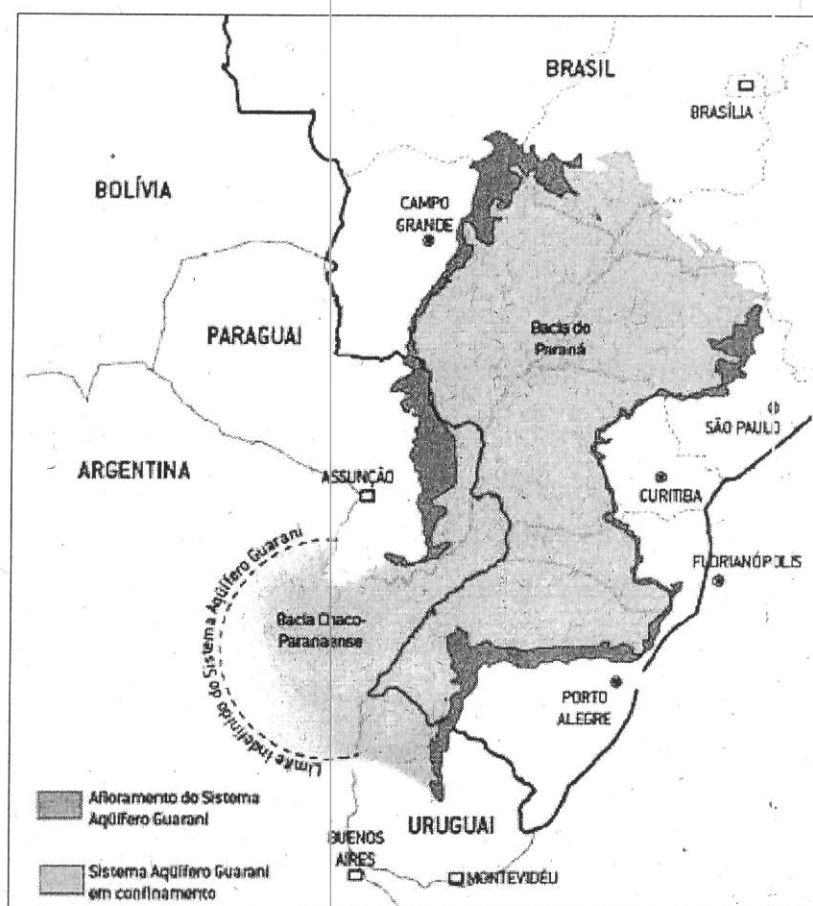 BRASIL
BRASÍLIA
BOLÍVIA
CAMPO
GRANDE
PARAGUAI
Bacia do
Paraná
SÃO PAULO
ARGENTINA
ASSUNÇÃO
CURITIBA
FLORIANÓPOLIS
Limite indefinido do Sistema Aqüífero Guarani
Bacia Chaco-
Paranaense
PORTO
ALEGRE
Afloramento do Sistema
Aqüífero Guarani
URUGUAI
BUENOS
AIRES
MONTEVIDÉU
Sistema Aqüífero Guarani
em confinamento